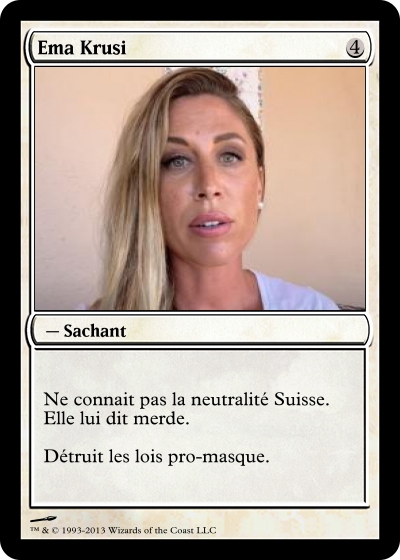 Ema Krusi
4
— Sachant
Ne connait pas la neutralité Suisse.
Elle lui dit merde.
Détruit les lois pro-masque.
™ & © 1993-2013 Wizards of the Coast LLC